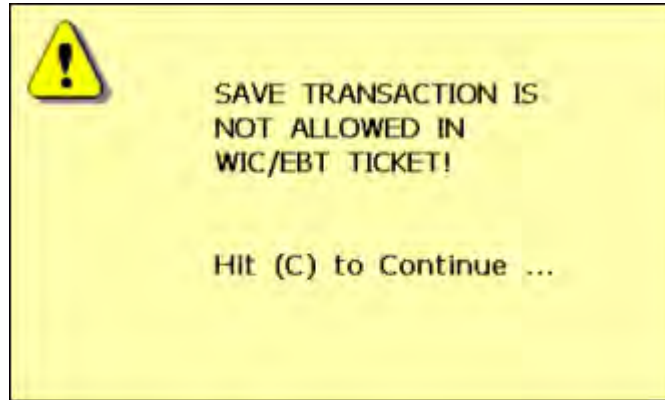 SAVE TRANSACTION IS
NOT ALLOWED IN
WIC/EBT TICKET!
Hit (C) to Continue ...